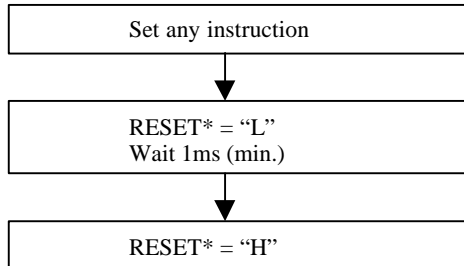 Set any instruction
RESET* = “L”
Wait 1ms (min.)
RESET* = “H”